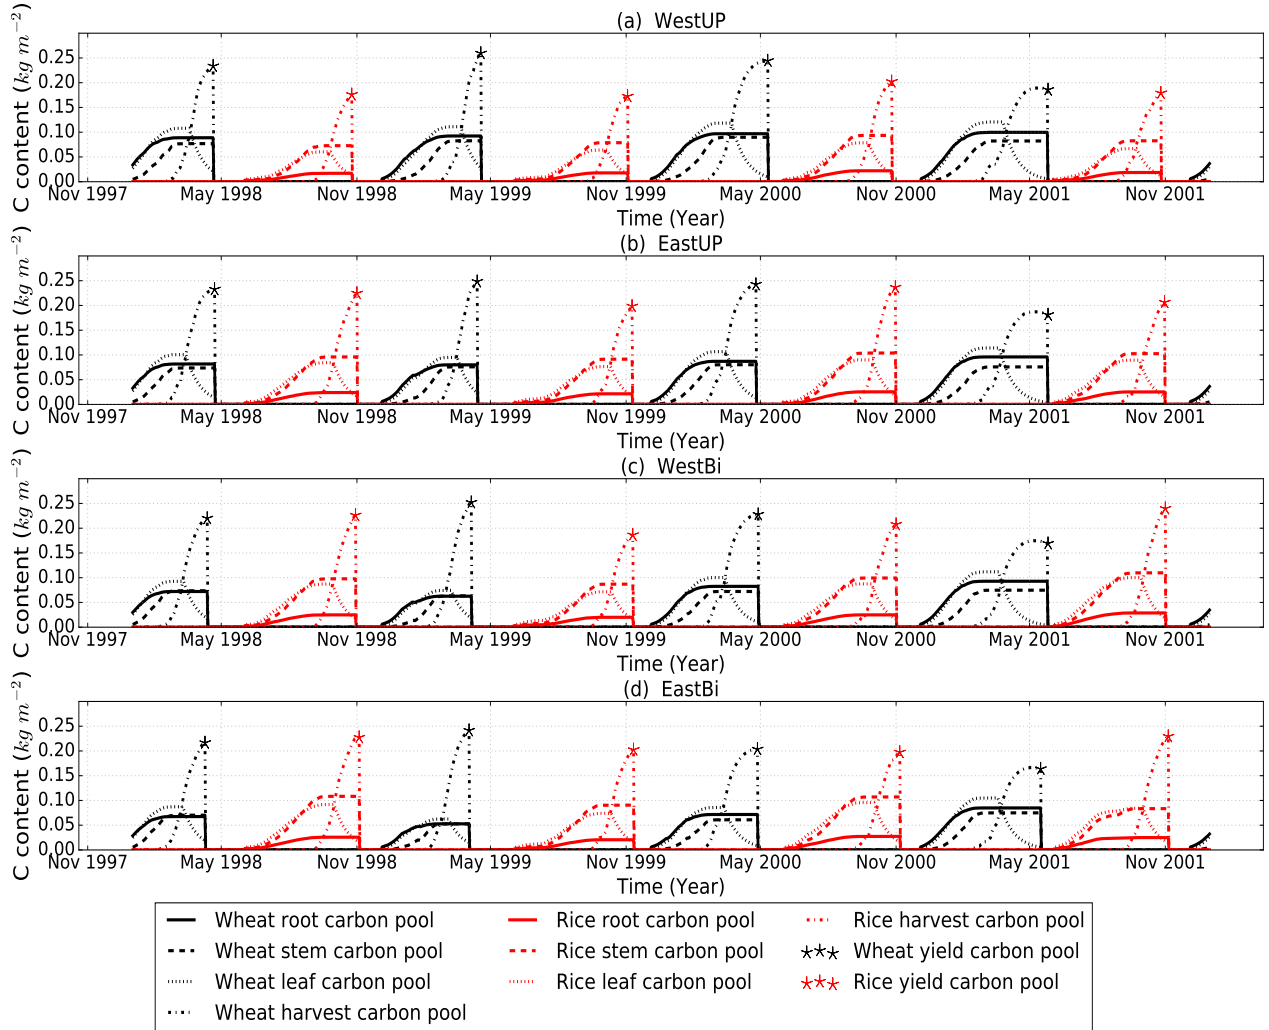 (a) WestUP
C content (kg m⁻²)
0.25
0.20
0.15
0.10
0.05
0.00
Nov 1997 May 1998 Nov 1998 May 1999 Nov 1999 May 2000 Nov 2000 May 2001 Nov 2001
Time (Year)
(b) EastUP
C content (kg m⁻²)
0.25
0.20
0.15
0.10
0.05
0.00
Nov 1997 May 1998 Nov 1998 May 1999 Nov 1999 May 2000 Nov 2000 May 2001 Nov 2001
Time (Year)
(c) WestBi
C content (kg m⁻²)
0.25
0.20
0.15
0.10
0.05
0.00
Nov 1997 May 1998 Nov 1998 May 1999 Nov 1999 May 2000 Nov 2000 May 2001 Nov 2001
Time (Year)
(d) EastBi
C content (kg m⁻²)
0.25
0.20
0.15
0.10
0.05
0.00
Nov 1997 May 1998 Nov 1998 May 1999 Nov 1999 May 2000 Nov 2000 May 2001 Nov 2001
Time (Year)
Wheat root carbon pool
Wheat stem carbon pool
Wheat leaf carbon pool
Wheat harvest carbon pool
Rice root carbon pool
Rice stem carbon pool
Rice leaf carbon pool
Rice harvest carbon pool
Wheat yield carbon pool
Rice yield carbon pool